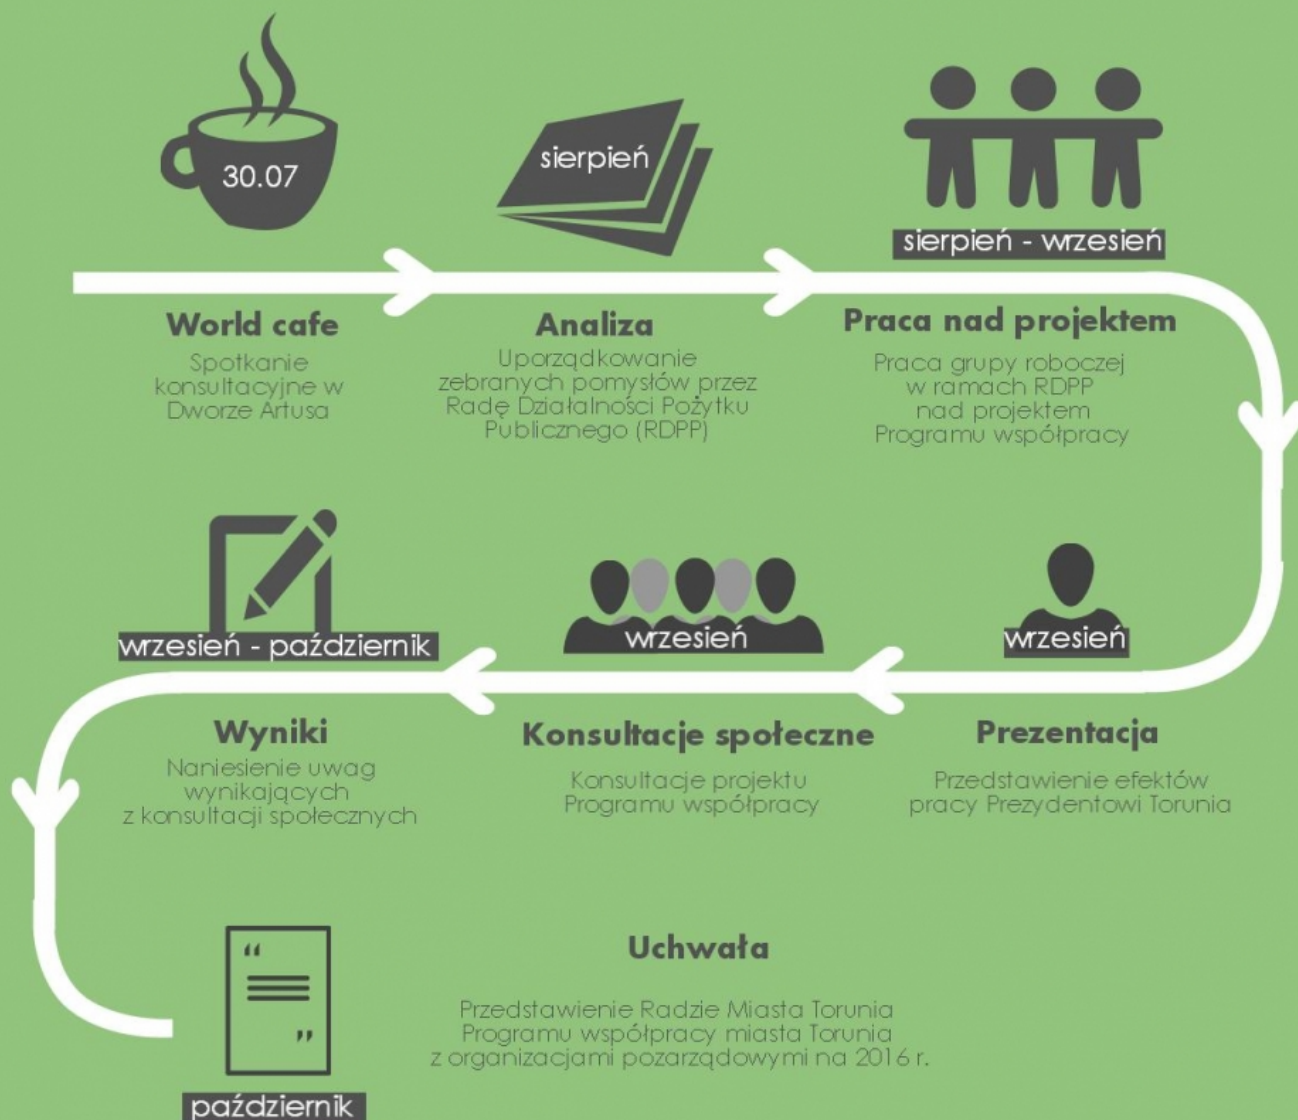 30.07
World cafe
Spotkanie
konsultacyjne w
Dworze Artusa
sierpień
Analiza
Uporządkowanie
zebranych pomysłów przez
Radę Działalności Pożytku
Publicznego (RDPP)
sierpień - wrzesień
Praca nad projektem
Praca grupy roboczej
w ramach RDPP
nad projektem
Programu współpracy
wrzesień
Prezentacja
Przedstawienie efektów
pracy Prezydentowi Torunia
wrzesień
Konsultacje społeczne
Konsultacje projektu
Programu współpracy
wrzesień - październik
Wyniki
Naniesienie uwag
wynikających
z konsultacji społecznych
październik
Uchwała
Przedstawienie Radzie Miasta Torunia
Programu współpracy miasta Torunia
z organizacjami pozarządowymi na 2016 r.